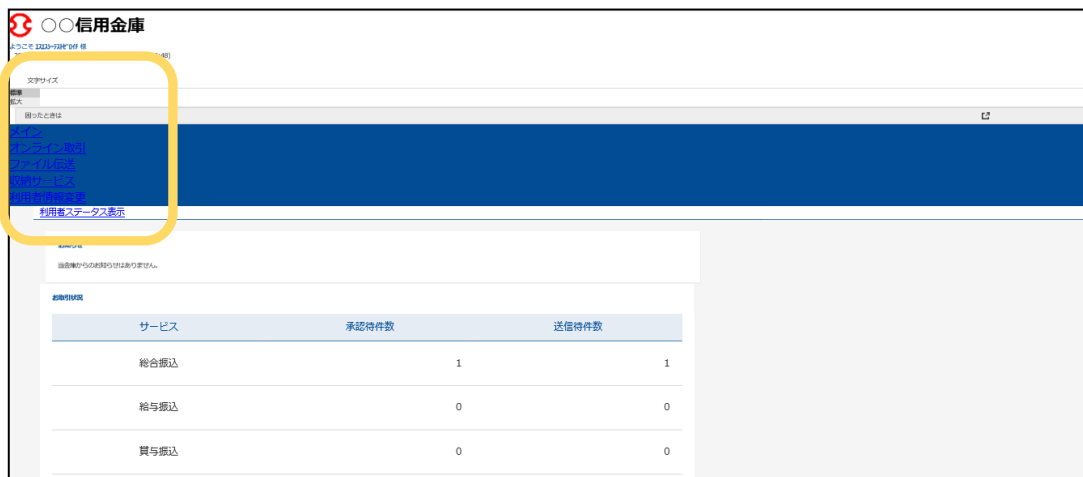 ○○信用金庫
ようこそ
文字サイズ
標準
拡大
困ったときは
メイン
オンライン取引
ファイル伝送
収納サービス
利用者情報変更
利用者ステータス表示
お知らせ
当金庫からのお知らせはありません。
お取引状況
サービス 承認待件数 送信待件数
総合振込 1 1
給与振込 0 0
賞与振込 0 0